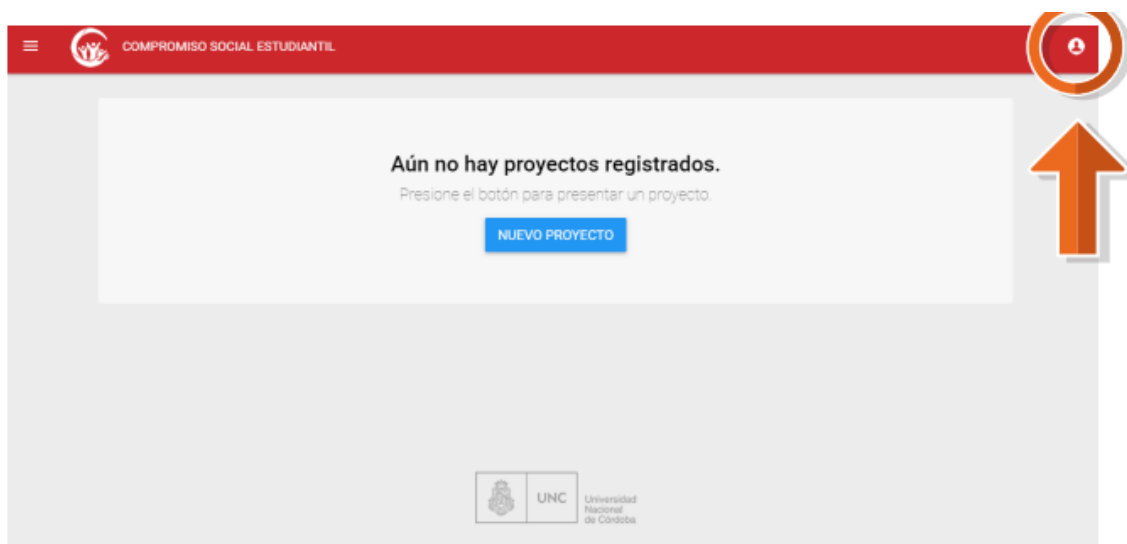 COMPROMISO SOCIAL ESTUDIANTIL
Aún no hay proyectos registrados.
Presione el botón para presentar un proyecto.
NUEVO PROYECTO
UNC
Universidad
Nacional
de Córdoba